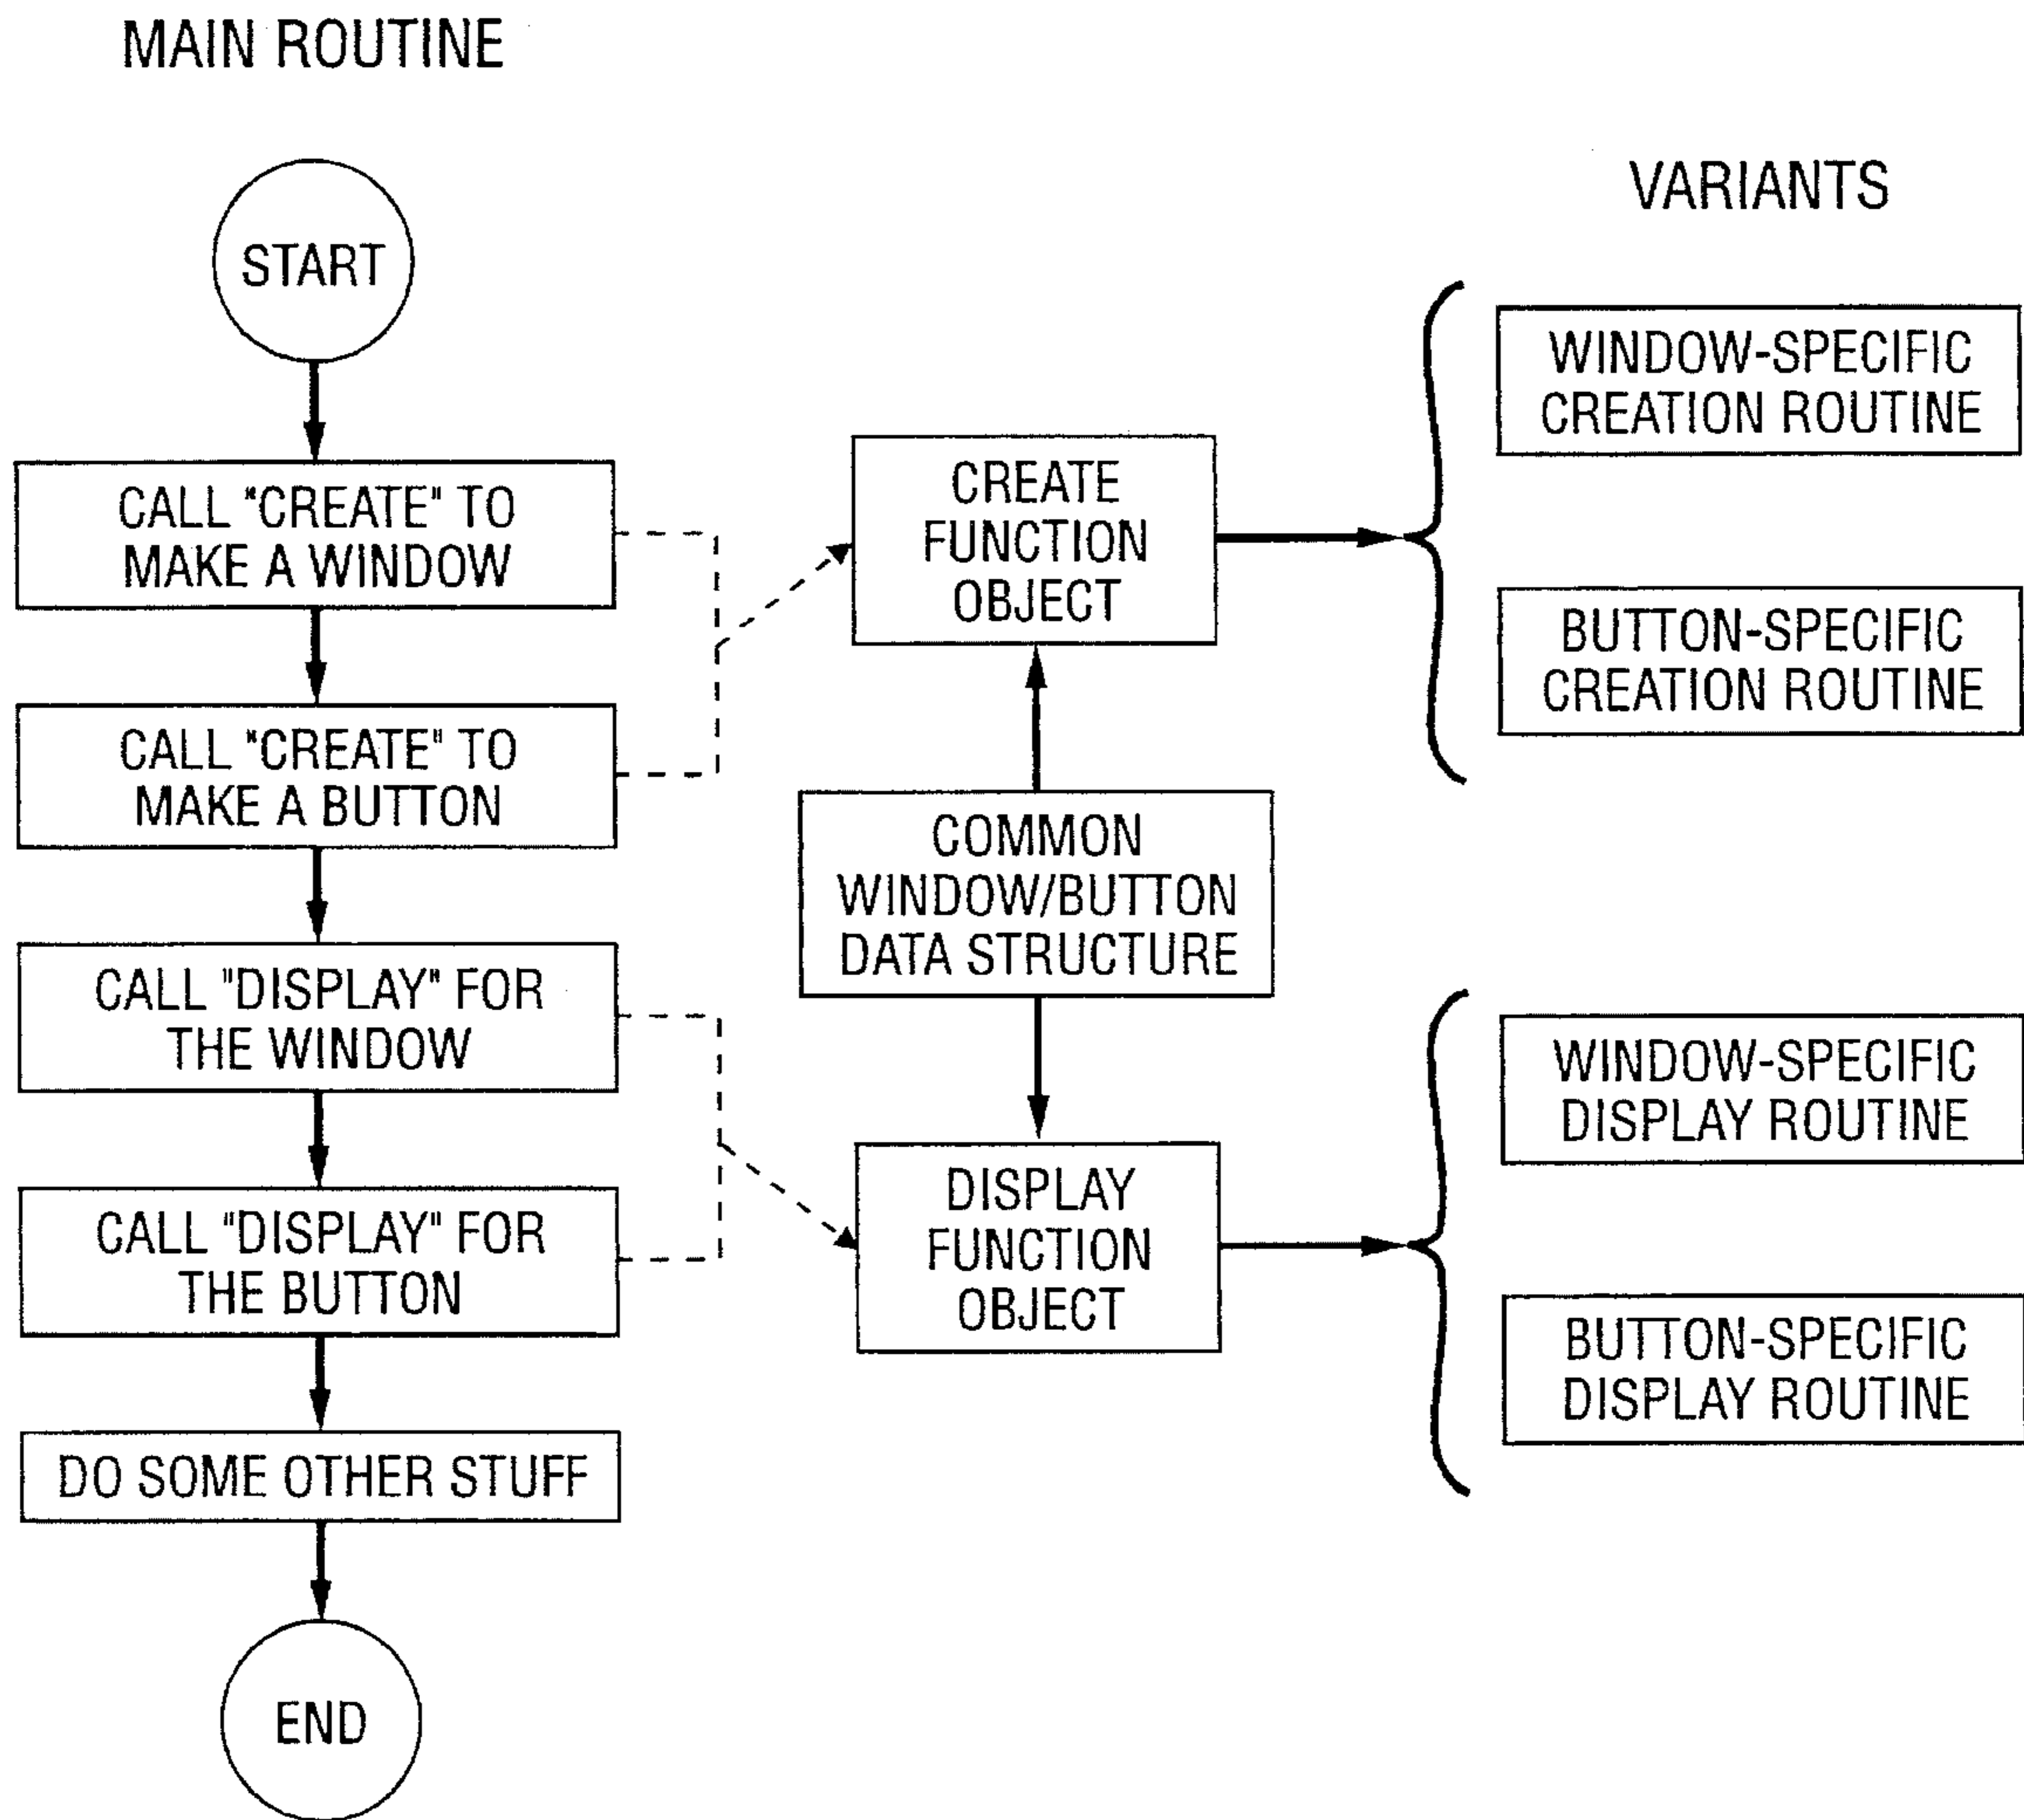 MAIN ROUTINE
START
CALL "CREATE" TO
MAKE A WINDOW
CALL "CREATE" TO
MAKE A BUTTON
CALL "DISPLAY" FOR
THE WINDOW
CALL "DISPLAY" FOR
THE BUTTON
DO SOME OTHER STUFF
END
CREATE
FUNCTION
OBJECT
COMMON
WINDOW/BUTTON
DATA STRUCTURE
DISPLAY
FUNCTION
OBJECT
VARIANTS
WINDOW-SPECIFIC
CREATION ROUTINE
BUTTON-SPECIFIC
CREATION ROUTINE
WINDOW-SPECIFIC
DISPLAY ROUTINE
BUTTON-SPECIFIC
DISPLAY ROUTINE